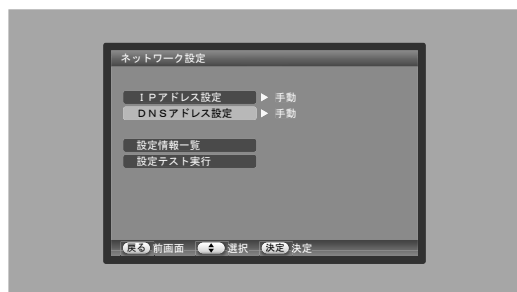 ネットワーク設定
ＩＰアドレス設定 ▶ 手動
ＤＮＳアドレス設定 ▶ 手動
設定情報一覧
設定テスト実行
戻る 前画面 選択 決定 決定